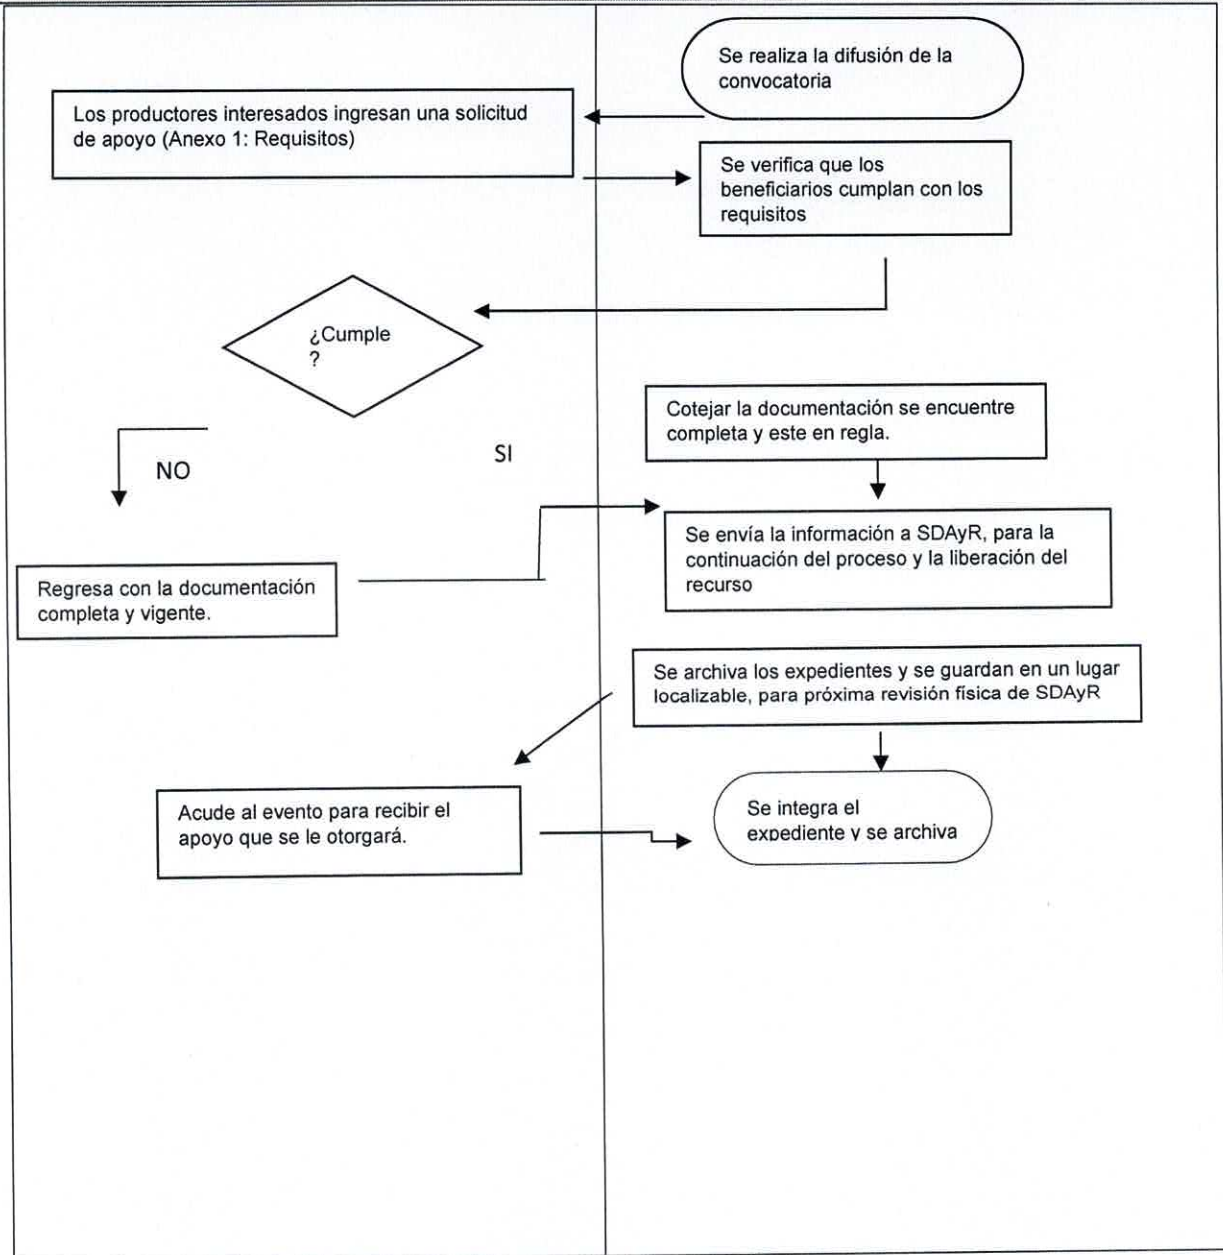 Se realiza la difusión de la
convocatoria
Los productores interesados ingresan una solicitud
de apoyo (Anexo 1: Requisitos)
Se verifica que los
beneficiarios cumplan con los
requisitos
¿Cumple
?
Cotejar la documentación se encuentre
completa y este en regla.
SI
NO
Se envía la información a SDAyR, para la
continuación del proceso y la liberación del
recurso
Regresa con la documentación
completa y vigente.
Se archiva los expedientes y se guardan en un lugar
localizable, para próxima revisión física de SDAyR
Acude al evento para recibir el
apoyo que se le otorgará.
Se integra el
expediente y se archiva